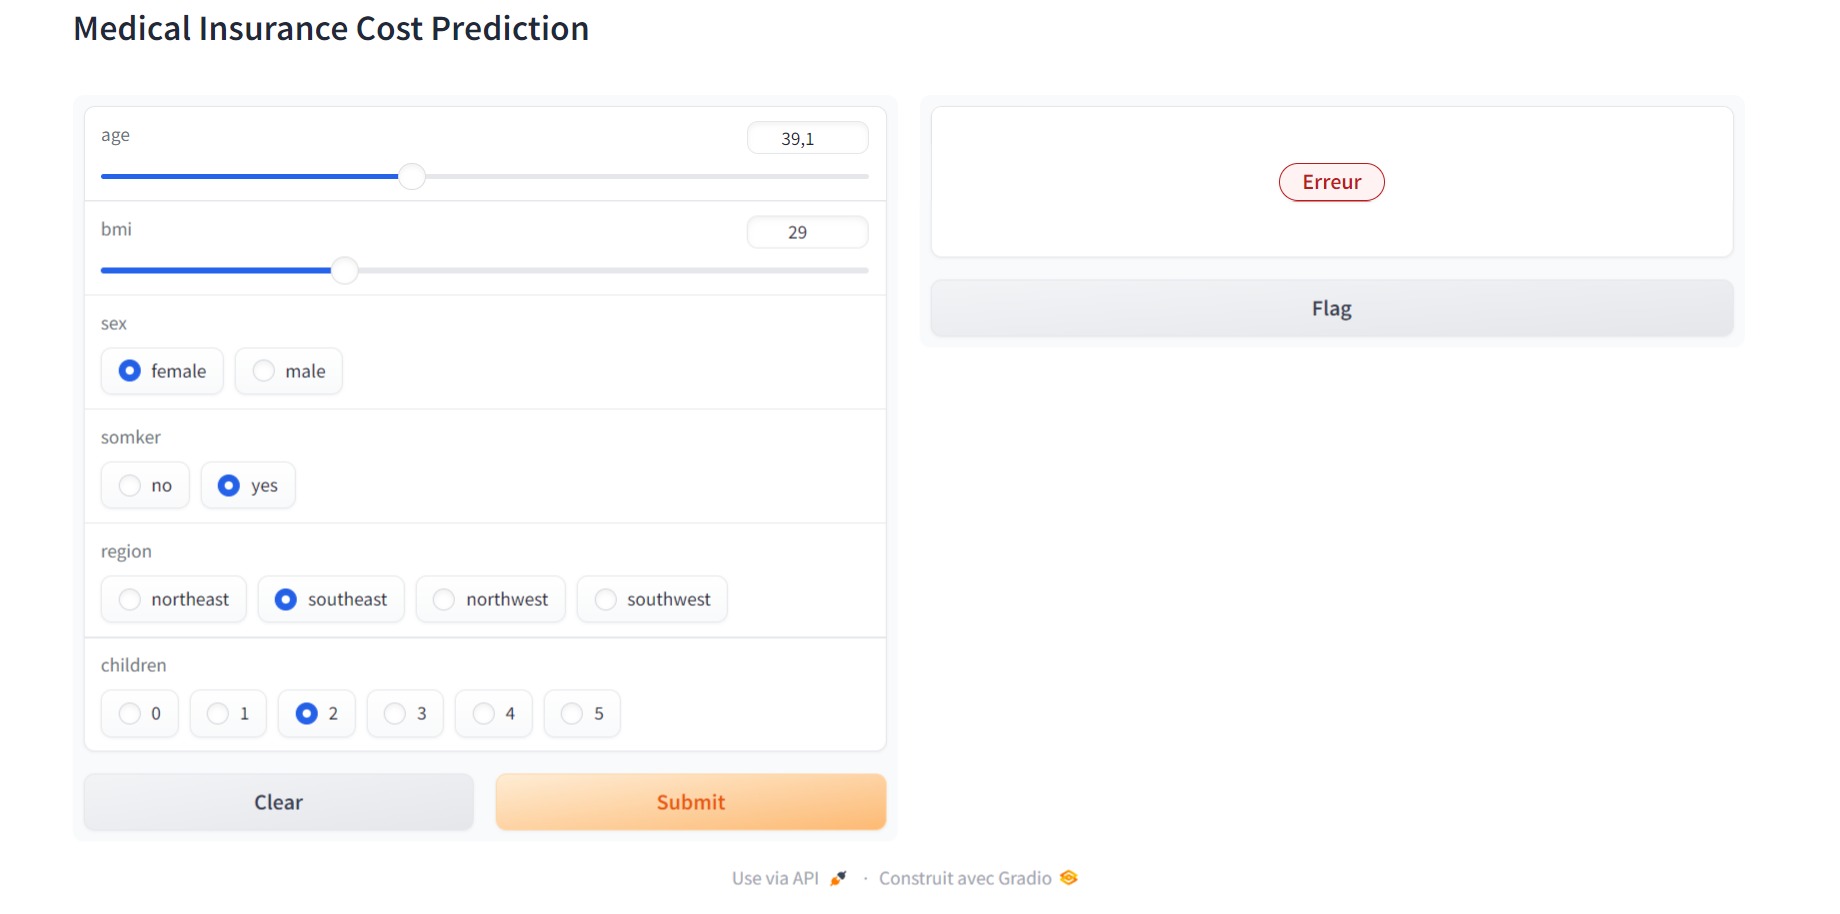 Medical Insurance Cost Prediction
age
39,1
bmi
29
sex
female male
somker
no yes
region
northeast southeast northwest southwest
children
0 1 2 3 4 5
Clear Submit
Erreur
Flag
Use via API · Construit avec Gradio